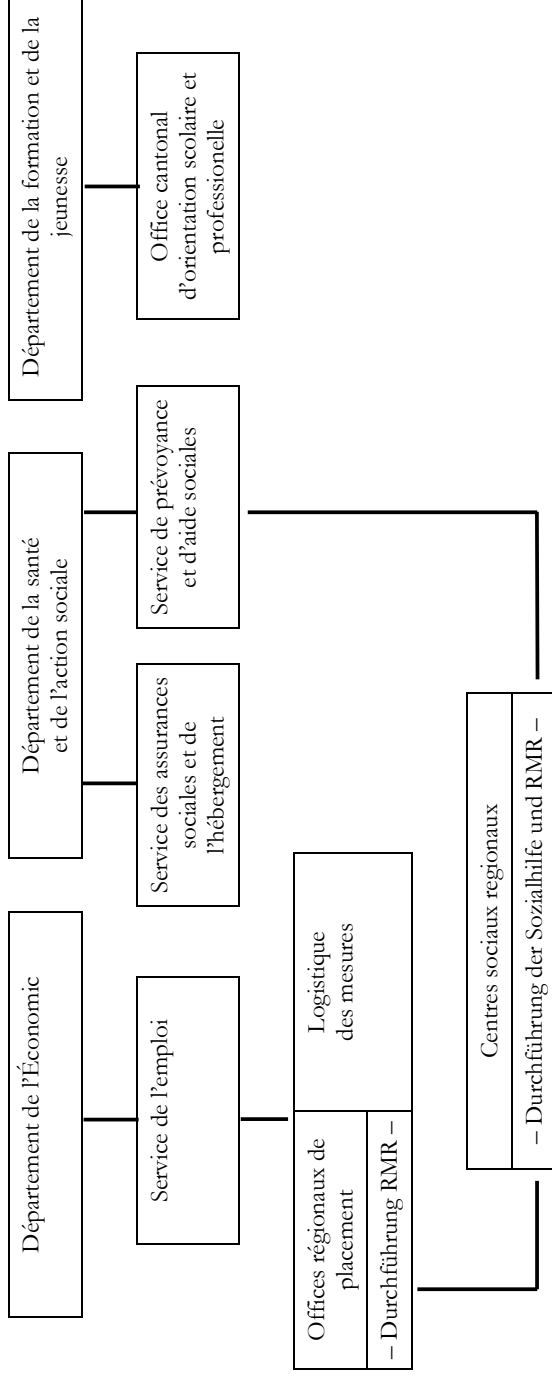 Département de l'Économic
Département de la santé
et de l'action sociale
Département de la formation et de la
jeunesse
Service de l'emploi
Service des assurances
sociales et de
l'hébergement
Service de prévoyance
et d'aide sociales
Office cantonal
d'orientation scolaire et
professionelle
Offices régionaux de
placement
– Durchführung RMR –
Logistique
des mesures
Centres sociaux regionaux
– Durchführung der Sozialhilfe und RMR –